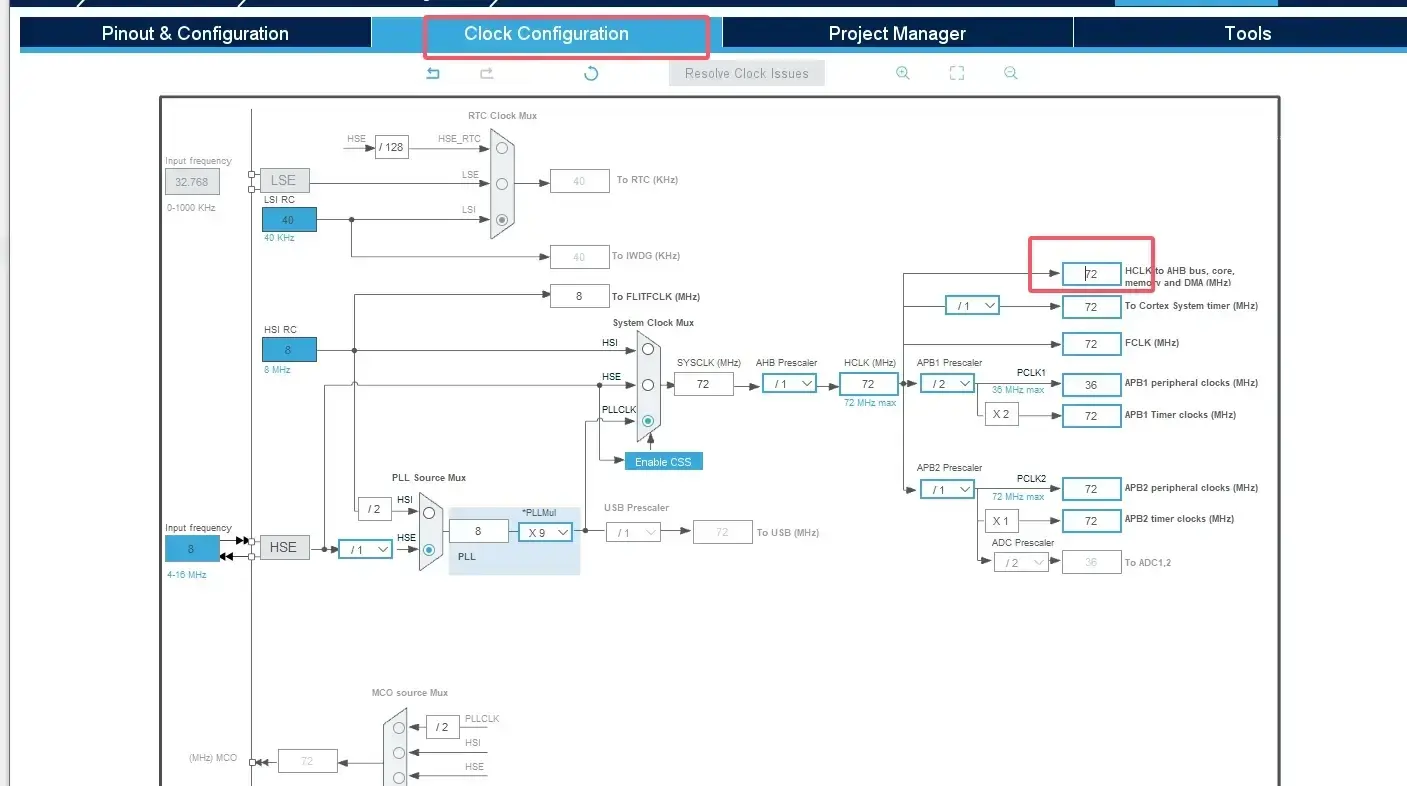 Pinout & Configuration
Clock Configuration
Project Manager
Tools
Resolve Clock Issues
RTC Clock Mux
HSE
/ 128
HSE_RTC
Input frequency
32.768
0-1000 KHz
LSE
LSE
40
To RTC (KHz)
LSI RC
40
40 KHz
LSI
40
To IWDG (KHz)
8
To FLITFCLK (MHz)
72
HCLK to AHB bus, core,
memory and DMA (MHz)
/ 1
72
To Cortex System timer (MHz)
HSI RC
8
8 MHz
System Clock Mux
HSI
HSE
PLLCLK
72
FCLK (MHz)
SYSCLK (MHz)
72
AHB Prescaler
/ 1
HCLK (MHz)
72
72 MHz max
APB1 Prescaler
/ 2
PCLK1
36 MHz max
36
APB1 peripheral clocks (MHz)
X 2
72
APB1 Timer clocks (MHz)
Enable CSS
APB2 Prescaler
/ 1
PCLK2
72 MHz max
72
APB2 peripheral clocks (MHz)
X 1
72
APB2 timer clocks (MHz)
ADC Prescaler
/ 2
36
To ADC1,2
PLL Source Mux
/ 2
HSI
Input frequency
8
4-16 MHz
HSE
/ 1
HSE
8
*PLLMul
X 9
PLL
USB Prescaler
/ 1
72
To USB (MHz)
MCO source Mux
/ 2
PLLCLK
HSI
HSE
(MHz) MCO
72